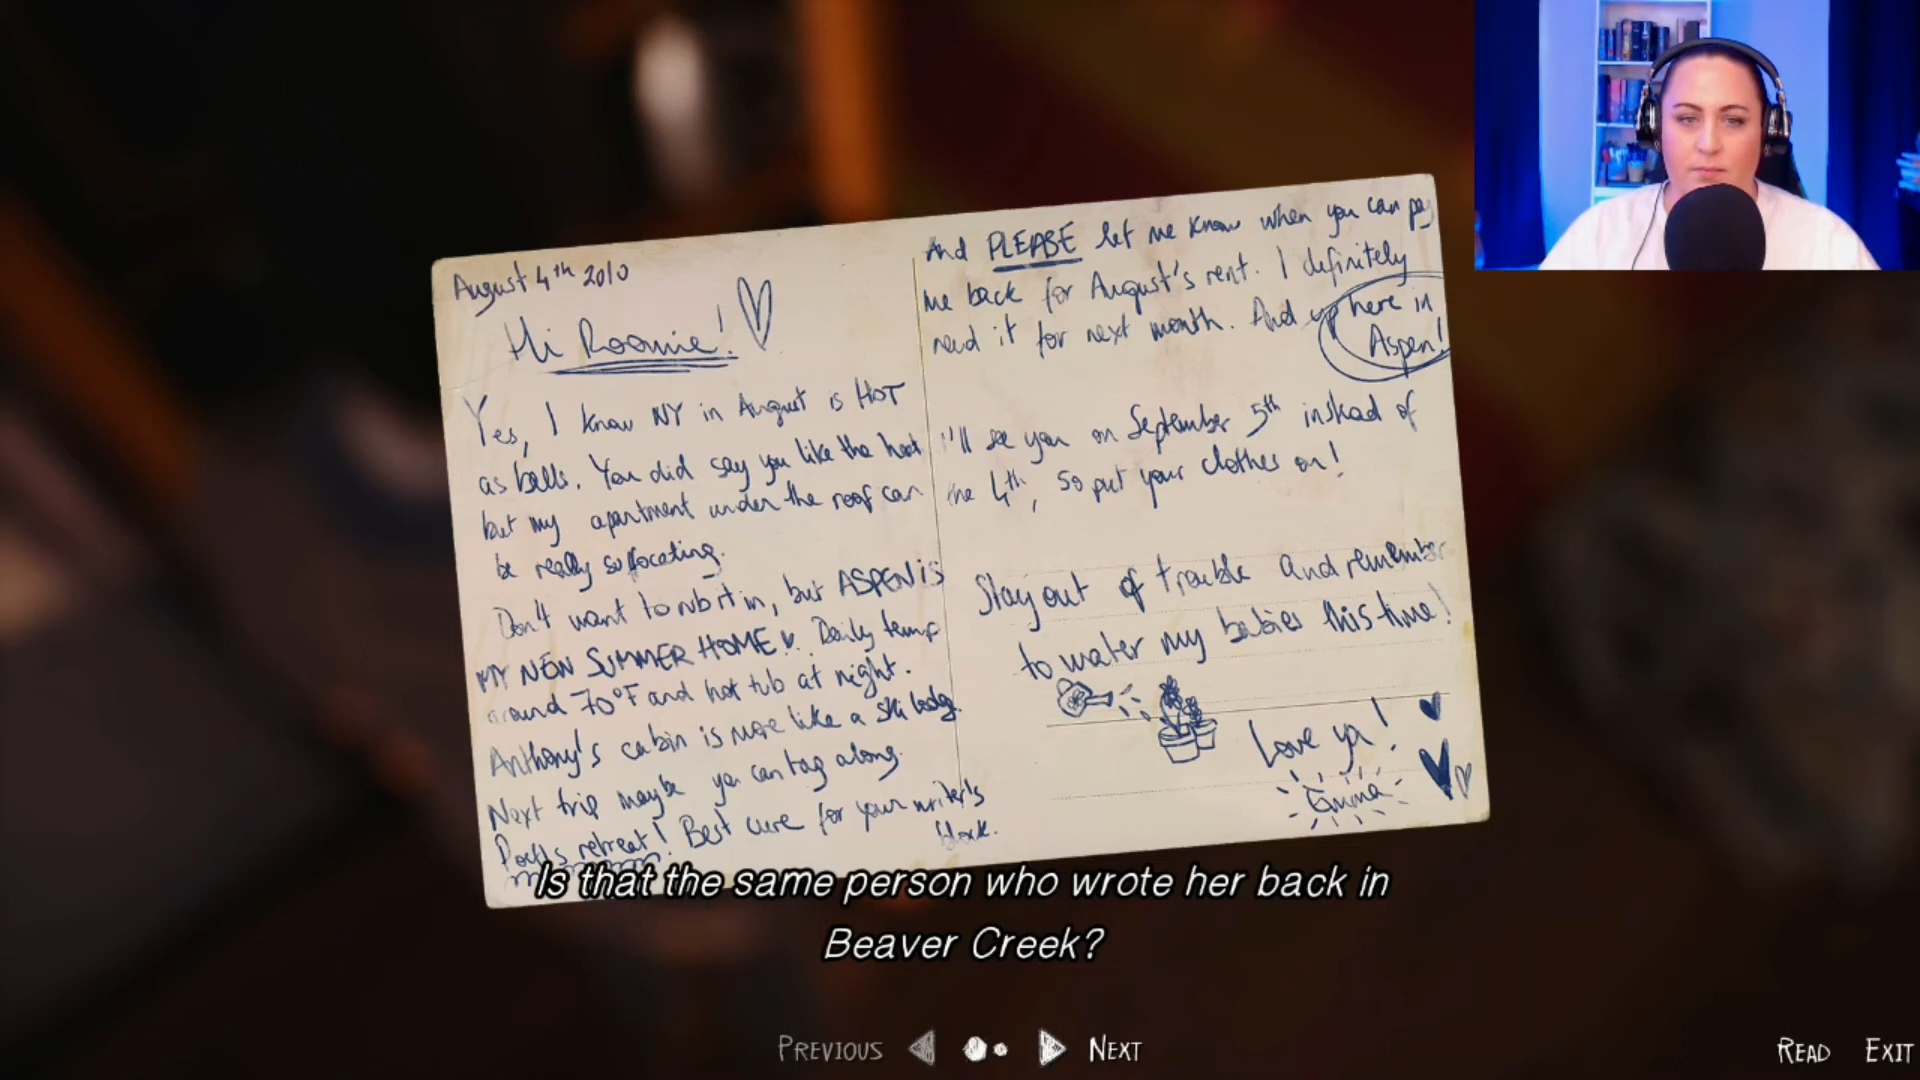 August 4th 2010
Hi Roomie!
Yes, I know NY in August is HOT
as balls. You did say you like the heat
but my apartment under the roof can
be really suffocating.
Don't want to rub it in, but ASPEN is
MY NEW SUMMER HOME. Daily temp
around 70°F and hot tub at night.
Anthony's cabin is more like a ski lodge.
Next trip maybe you can tag along.
Poet's retreat! Best cure for your writer's
block.
And PLEASE let me know when you can pay
me back for August's rent. I definitely
need it for next month. And up here in
Aspen!
I'll see you on September 5th instead of
the 4th, so put your clothes on!
Stay out of trouble and remember
to water my babies this time!
Love ya!
Emma
Is that the same person who wrote her back in
Beaver Creek?
PREVIOUS
NEXT
READ
EXIT